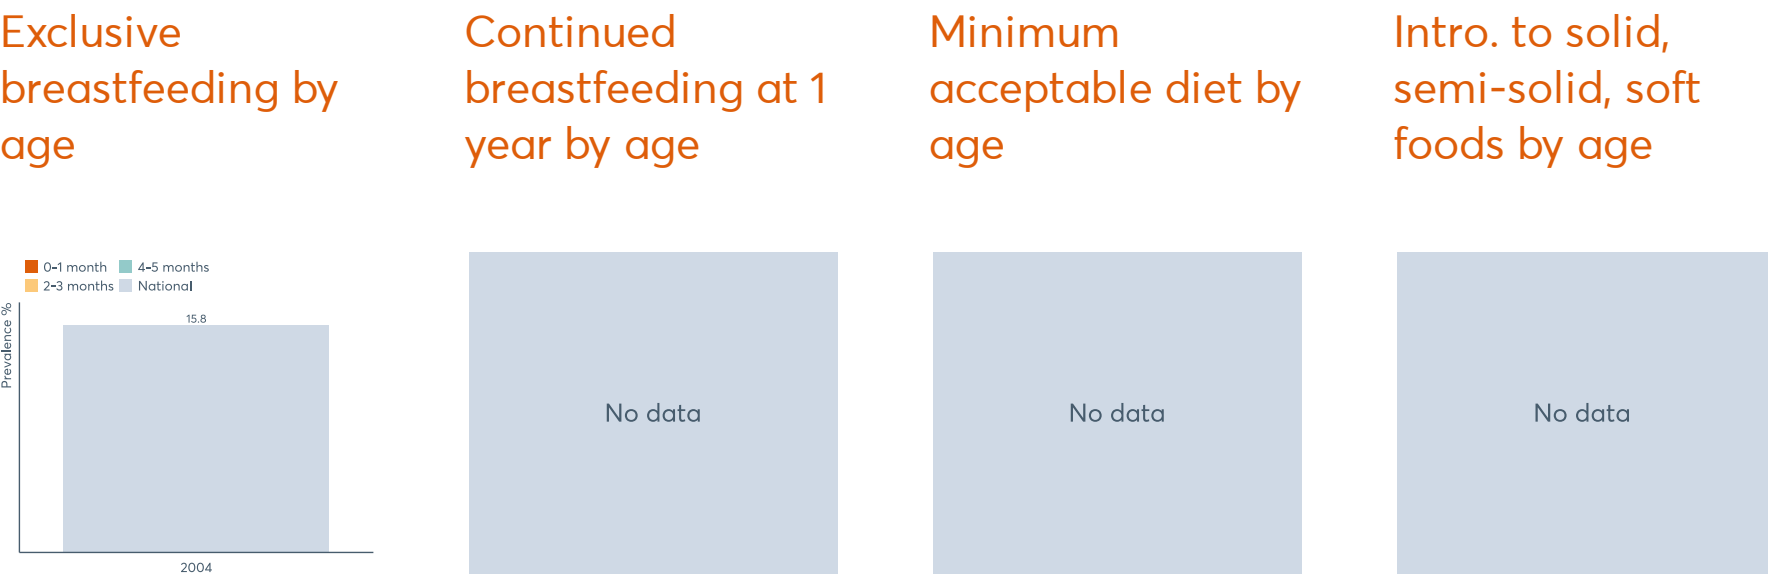 Exclusive
breastfeeding by
age
Continued
breastfeeding at 1
year by age
Minimum
acceptable diet by
age
Intro. to solid,
semi-solid, soft
foods by age
0-1 month
4-5 months
2-3 months
National
Prevalence %
15.8
2004
No data
No data
No data